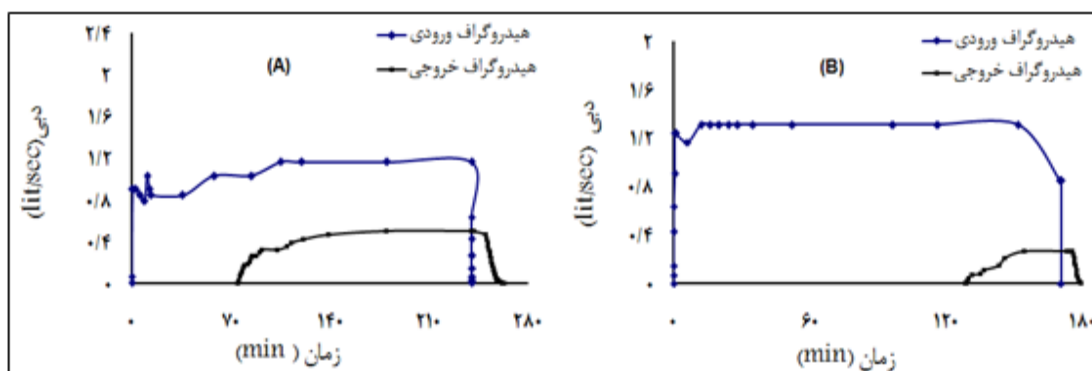 (A)
هیدروگراف ورودی
هیدروگراف خروجی
دبی(lit/sec)
۲/۴
۲
۱/۶
۱/۲
۰/۸
۰/۴
۰
۰ ۷۰ ۱۴۰ ۲۱۰ ۲۸۰
زمان (min)
(B)
هیدروگراف ورودی
هیدروگراف خروجی
دبی (lit/sec)
۲
۱/۶
۱/۲
۰/۸
۰/۴
۰
۰ ۶۰ ۱۲۰ ۱۸۰
زمان (min)